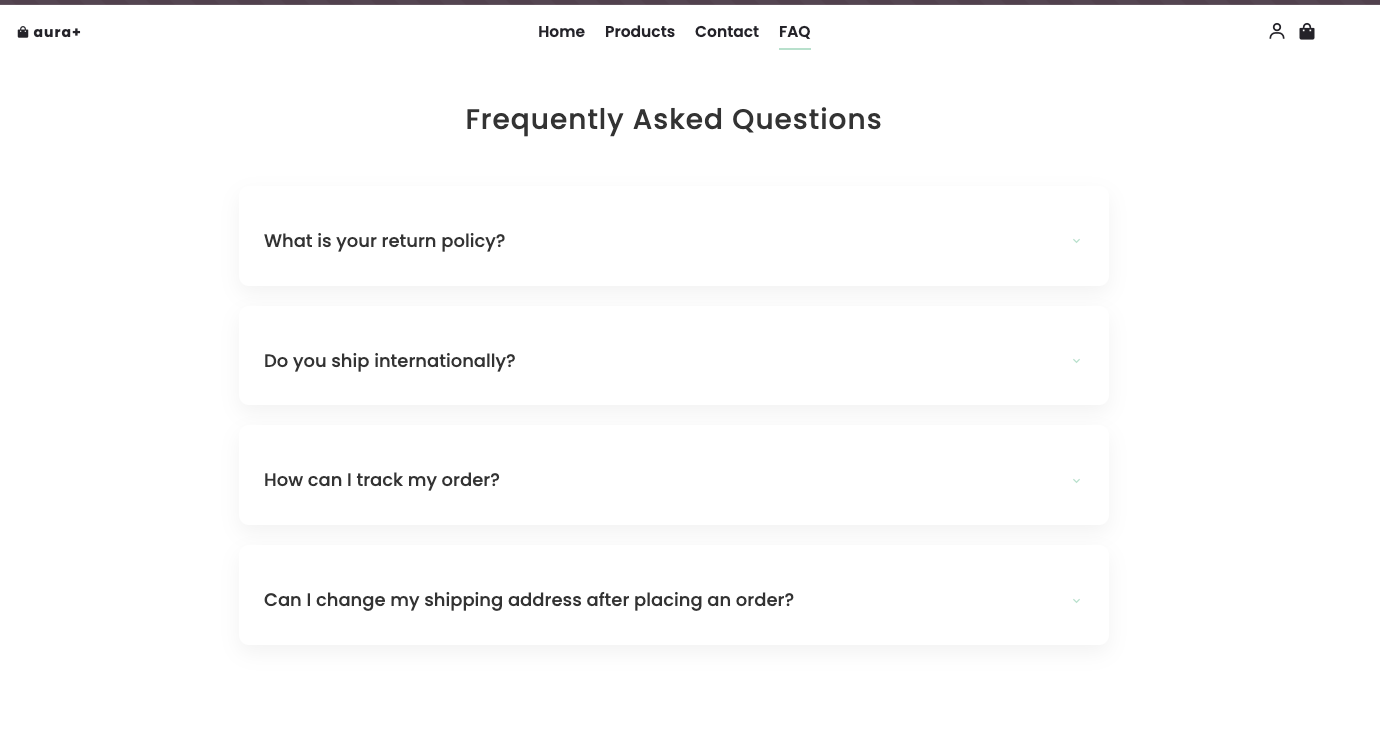 aura+
Home Products Contact FAQ
Frequently Asked Questions
What is your return policy?
Do you ship internationally?
How can I track my order?
Can I change my shipping address after placing an order?